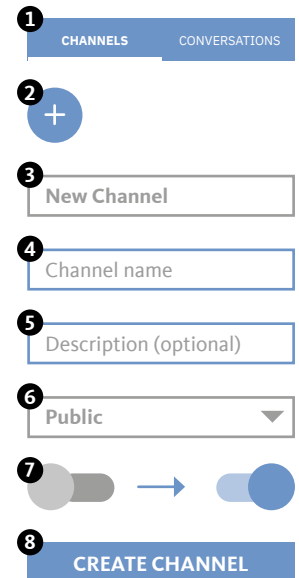 1
CHANNELS CONVERSATIONS
2
+
3
New Channel
4
Channel name
5
Description (optional)
6
Public
7
8
CREATE CHANNEL